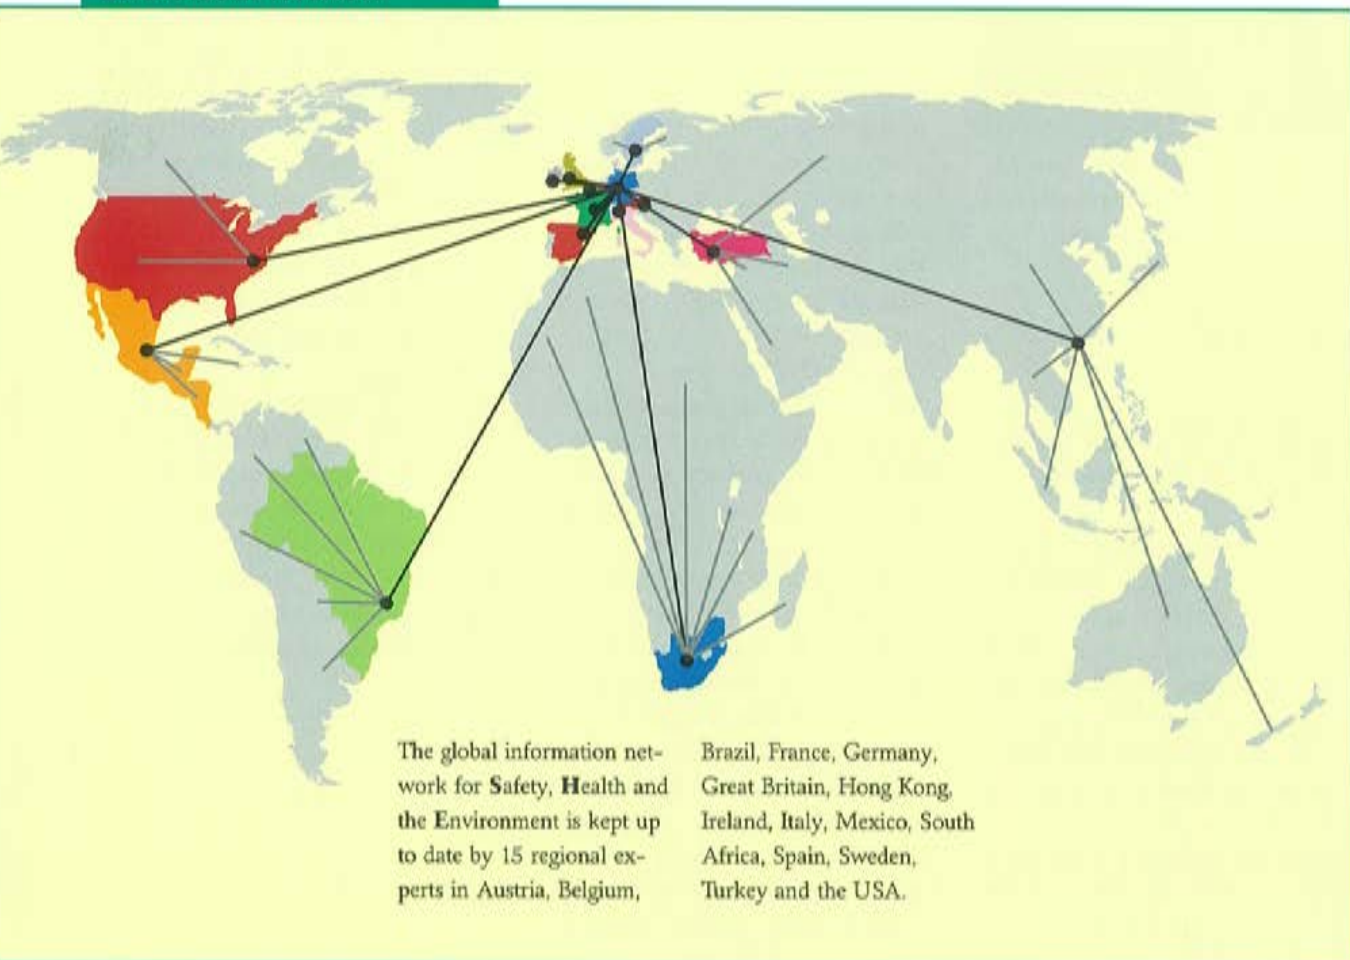 The global information net-
work for Safety, Health and
the Environment is kept up
to date by 15 regional ex-
perts in Austria, Belgium,
Brazil, France, Germany,
Great Britain, Hong Kong,
Ireland, Italy, Mexico, South
Africa, Spain, Sweden,
Turkey and the USA.